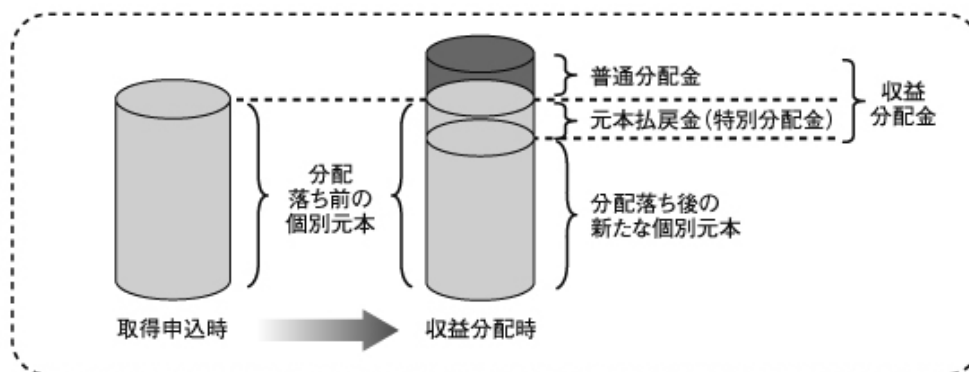 普通分配金
元本払戻金(特別分配金)
収益
分配金
分配
落ち前の
個別元本
分配落ち後の
新たな個別元本
取得申込時
収益分配時